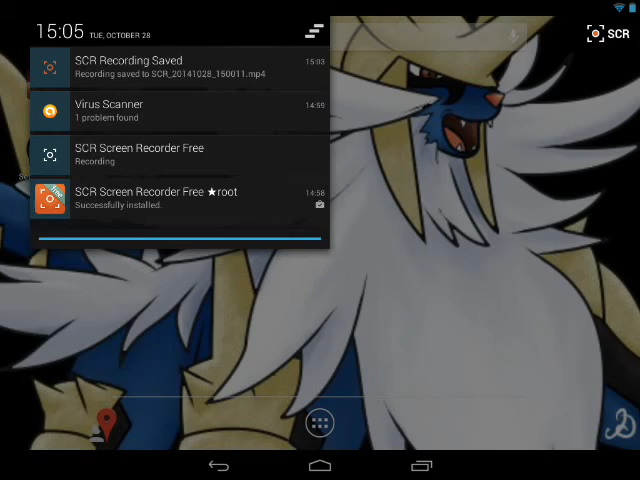 15:05 TUE, OCTOBER 28
SCR
SCR Recording Saved 15:03
Recording saved to SCR_20141028_150011.mp4
Virus Scanner 14:59
1 problem found
SCR Screen Recorder Free
Recording
free
SCR Screen Recorder Free ★root 14:58
Successfully installed.